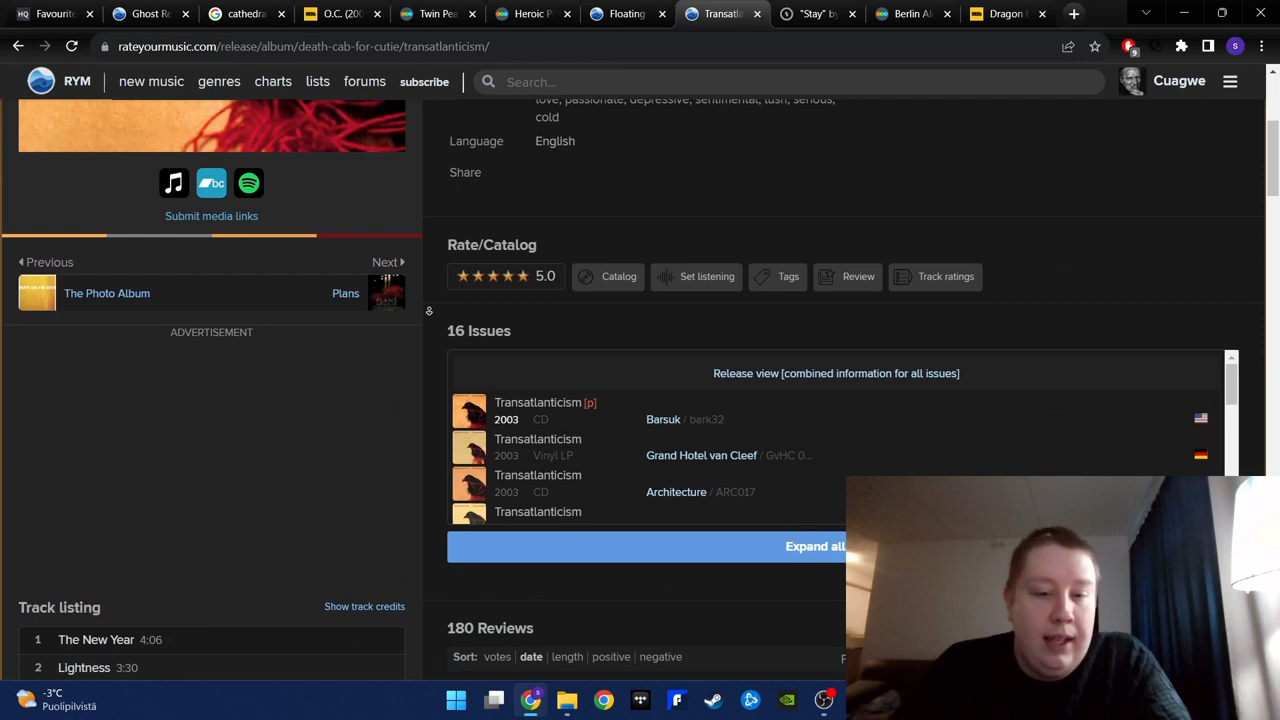 Favourite
Ghost Re
cathedra
O.C. (200
Twin Pea
Heroic P
Floating
Transatla
"Stay" by
Berlin Al
Dragon
rateyourmusic.com/release/album/death-cab-for-cutie/transatlanticism/
9
S
RYM
new music
genres
charts
lists
forums
subscribe
Search...
Cuagwe
love, passionate, depressive, sentimental, lush, serious,
cold
Language English
Share
bc
Submit media links
Previous
Next
The Photo Album
Plans
ADVERTISEMENT
Track listing
Show track credits
1 The New Year 4:06
2 Lightness 3:30
Rate/Catalog
5.0
Catalog
Set listening
Tags
Review
Track ratings
16 Issues
Release view [combined information for all issues]
Transatlanticism [p]
2003 CD Barsuk / bark32
Transatlanticism
2003 Vinyl LP Grand Hotel van Cleef / GvHC 0...
Transatlanticism
2003 CD Architecture / ARC017
Transatlanticism
Expand all
180 Reviews
Sort: votes | date | length | positive | negative
-3°C
Puolipilvistä